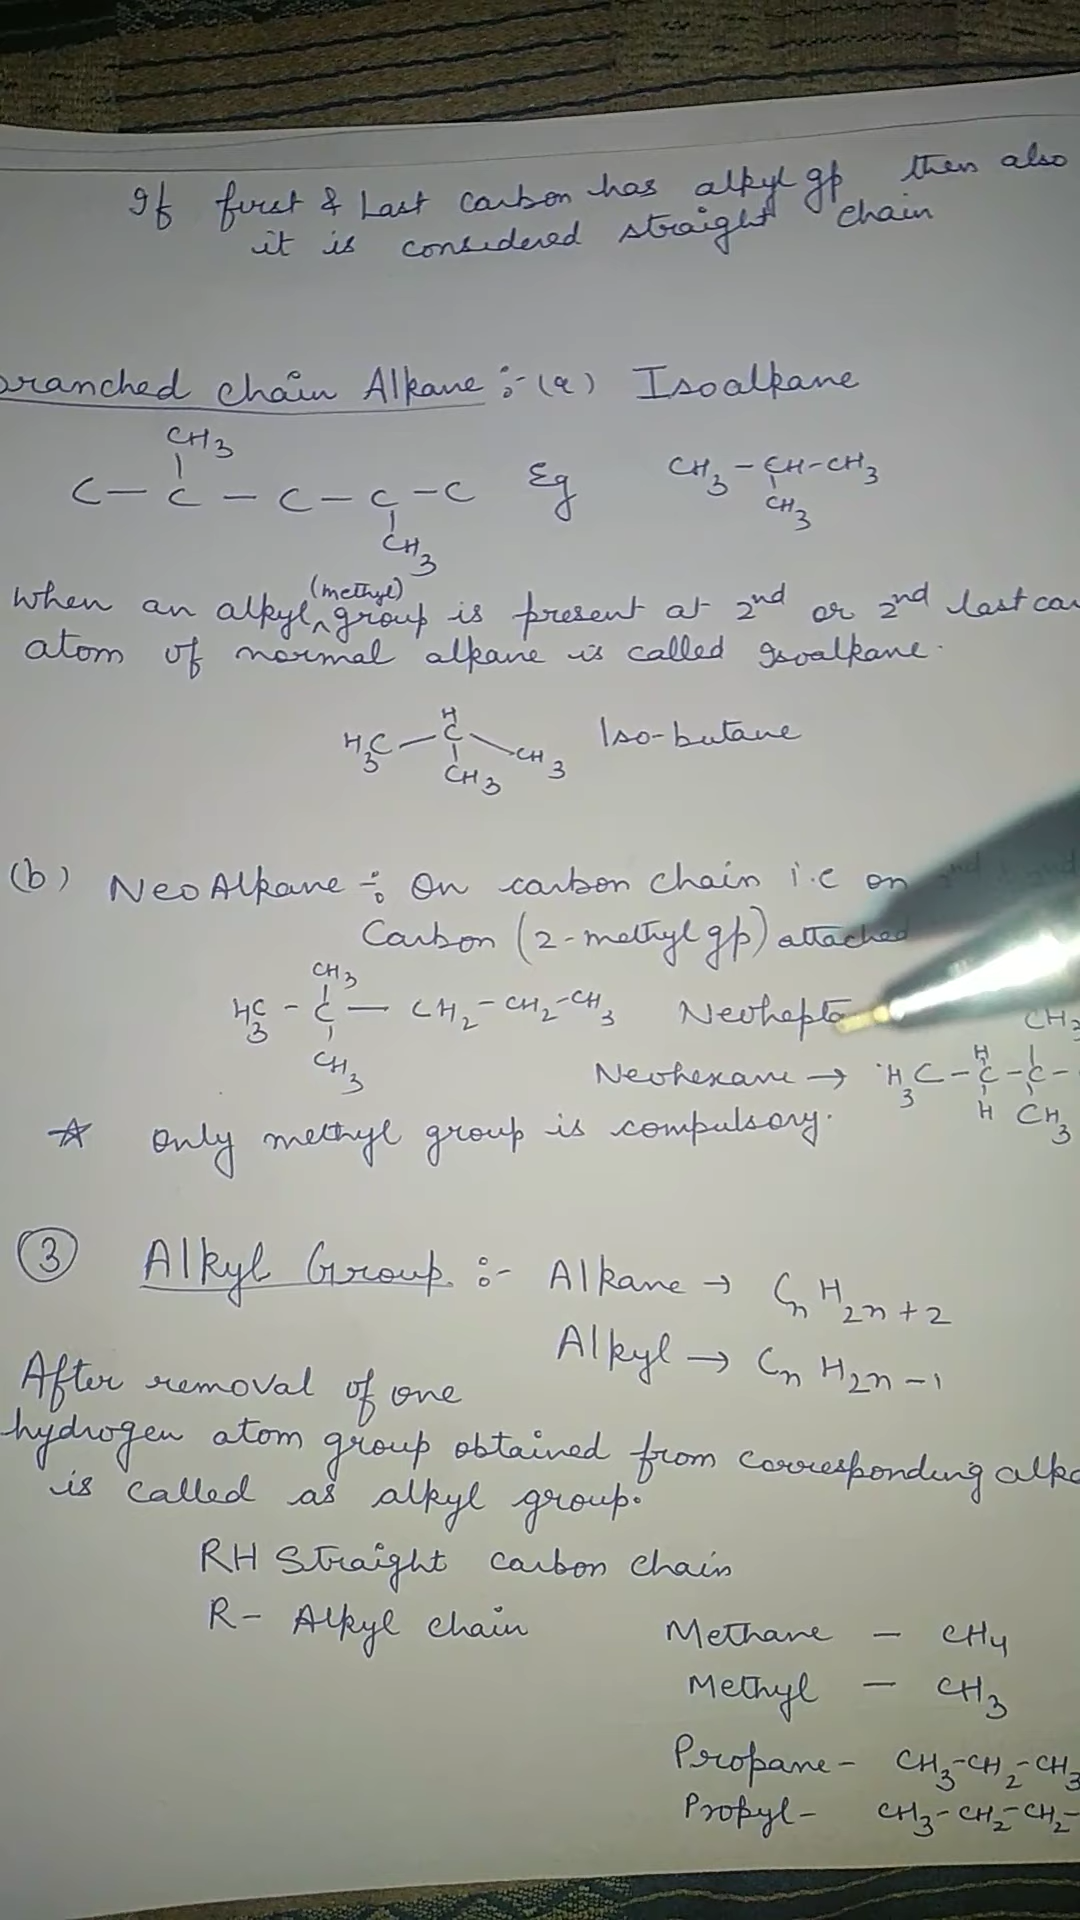 If first & Last carbon has alkyl gp then also
it is considered straight chain
branched chain Alkane :- (a) Isoalkane
CH3
C - C - C - C - C Eg CH3 - CH - CH3
CH3 CH3
when an alkyl (methyl) group is present at 2nd or 2nd last
atom of normal alkane is called Isoalkane.
H
H3C - C - CH3 Iso-butane
CH3
(b) NeoAlkane :- On carbon chain i.e on
Carbon (2-methyl gp) attached
CH3
H3C - C - CH2 - CH2 - CH3 Neohepta
CH3
CH3
H
Neohexane → H3C - C - C -
H CH3
☆ Only methyl group is compulsory.
③ Alkyl Group :- Alkane → CnH2n+2
Alkyl → CnH2n-1
After removal of one
hydrogen atom group obtained from corresponding
is called as alkyl group.
RH Straight carbon chain
R- Alkyl chain
Methane - CH4
Methyl - CH3
Propane - CH3-CH2-CH3
Propyl - CH3-CH2-CH2-